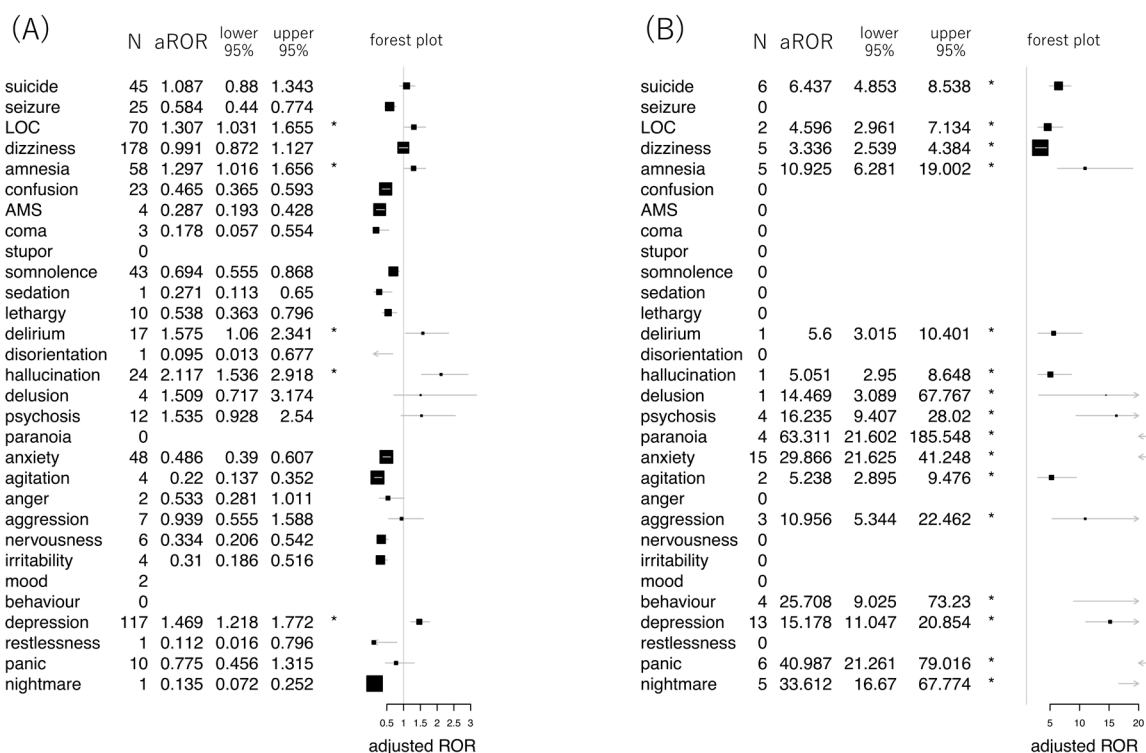 (A) N aROR lower 95% upper 95% forest plot
suicide 45 1.087 0.88 1.343
seizure 25 0.584 0.44 0.774
LOC 70 1.307 1.031 1.655 *
dizziness 178 0.991 0.872 1.127
amnesia 58 1.297 1.016 1.656 *
confusion 23 0.465 0.365 0.593
AMS 4 0.287 0.193 0.428
coma 3 0.178 0.057 0.554
stupor 0
somnolence 43 0.694 0.555 0.868
sedation 1 0.271 0.113 0.65
lethargy 10 0.538 0.363 0.796
delirium 17 1.575 1.06 2.341 *
disorientation 1 0.095 0.013 0.677
hallucination 24 2.117 1.536 2.918 *
delusion 4 1.509 0.717 3.174
psychosis 12 1.535 0.928 2.54
paranoia 0
anxiety 48 0.486 0.39 0.607
agitation 4 0.22 0.137 0.352
anger 2 0.533 0.281 1.011
aggression 7 0.939 0.555 1.588
nervousness 6 0.334 0.206 0.542
irritability 4 0.31 0.186 0.516
mood 2
behaviour 0
depression 117 1.469 1.218 1.772 *
restlessness 1 0.112 0.016 0.796
panic 10 0.775 0.456 1.315
nightmare 1 0.135 0.072 0.252
0.5 1 1.5 2 2.5 3
adjusted ROR
(B) N aROR lower 95% upper 95% forest plot
suicide 6 6.437 4.853 8.538 *
seizure 0
LOC 2 4.596 2.961 7.134 *
dizziness 5 3.336 2.539 4.384 *
amnesia 5 10.925 6.281 19.002 *
confusion 0
AMS 0
coma 0
stupor 0
somnolence 0
sedation 0
lethargy 0
delirium 1 5.6 3.015 10.401 *
disorientation 0
hallucination 1 5.051 2.95 8.648 *
delusion 1 14.469 3.089 67.767 *
psychosis 4 16.235 9.407 28.02 *
paranoia 4 63.311 21.602 185.548 *
anxiety 15 29.866 21.625 41.248 *
agitation 2 5.238 2.895 9.476 *
anger 0
aggression 3 10.956 5.344 22.462 *
nervousness 0
irritability 0
mood 0
behaviour 4 25.708 9.025 73.23 *
depression 13 15.178 11.047 20.854 *
restlessness 0
panic 6 40.987 21.261 79.016 *
nightmare 5 33.612 16.67 67.774 *
5 10 15 20
adjusted ROR